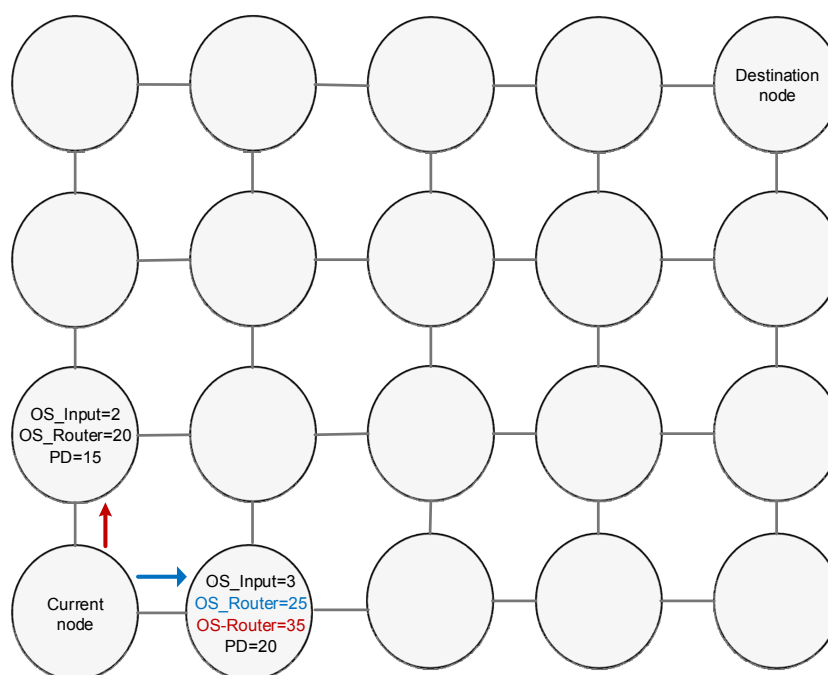 Destination
node
OS_Input=2
OS_Router=20
PD=15
Current
node
OS_Input=3
OS_Router=25
OS-Router=35
PD=20